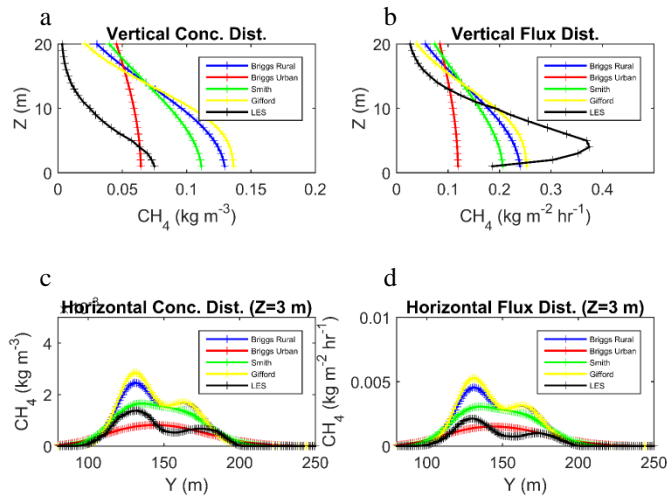 a
Vertical Conc. Dist.
20
10
0
Z (m)
0
0.05
0.1
0.15
0.2
CH4 (kg m-3)
Briggs Rural
Briggs Urban
Smith
Gifford
LES
b
Vertical Flux Dist.
20
10
0
Z (m)
0
0.1
0.2
0.3
0.4
CH4 (kg m-2 hr-1)
Briggs Rural
Briggs Urban
Smith
Gifford
LES
c
Horizontal Conc. Dist. (Z=3 m)
4
2
0
CH4 (kg m-3)
100
150
200
250
Y (m)
Briggs Rural
Briggs Urban
Smith
Gifford
LES
d
Horizontal Flux Dist. (Z=3 m)
0.01
0.005
0
CH4 (kg m-2 hr-1)
100
150
200
250
Y (m)
Briggs Rural
Briggs Urban
Smith
Gifford
LES